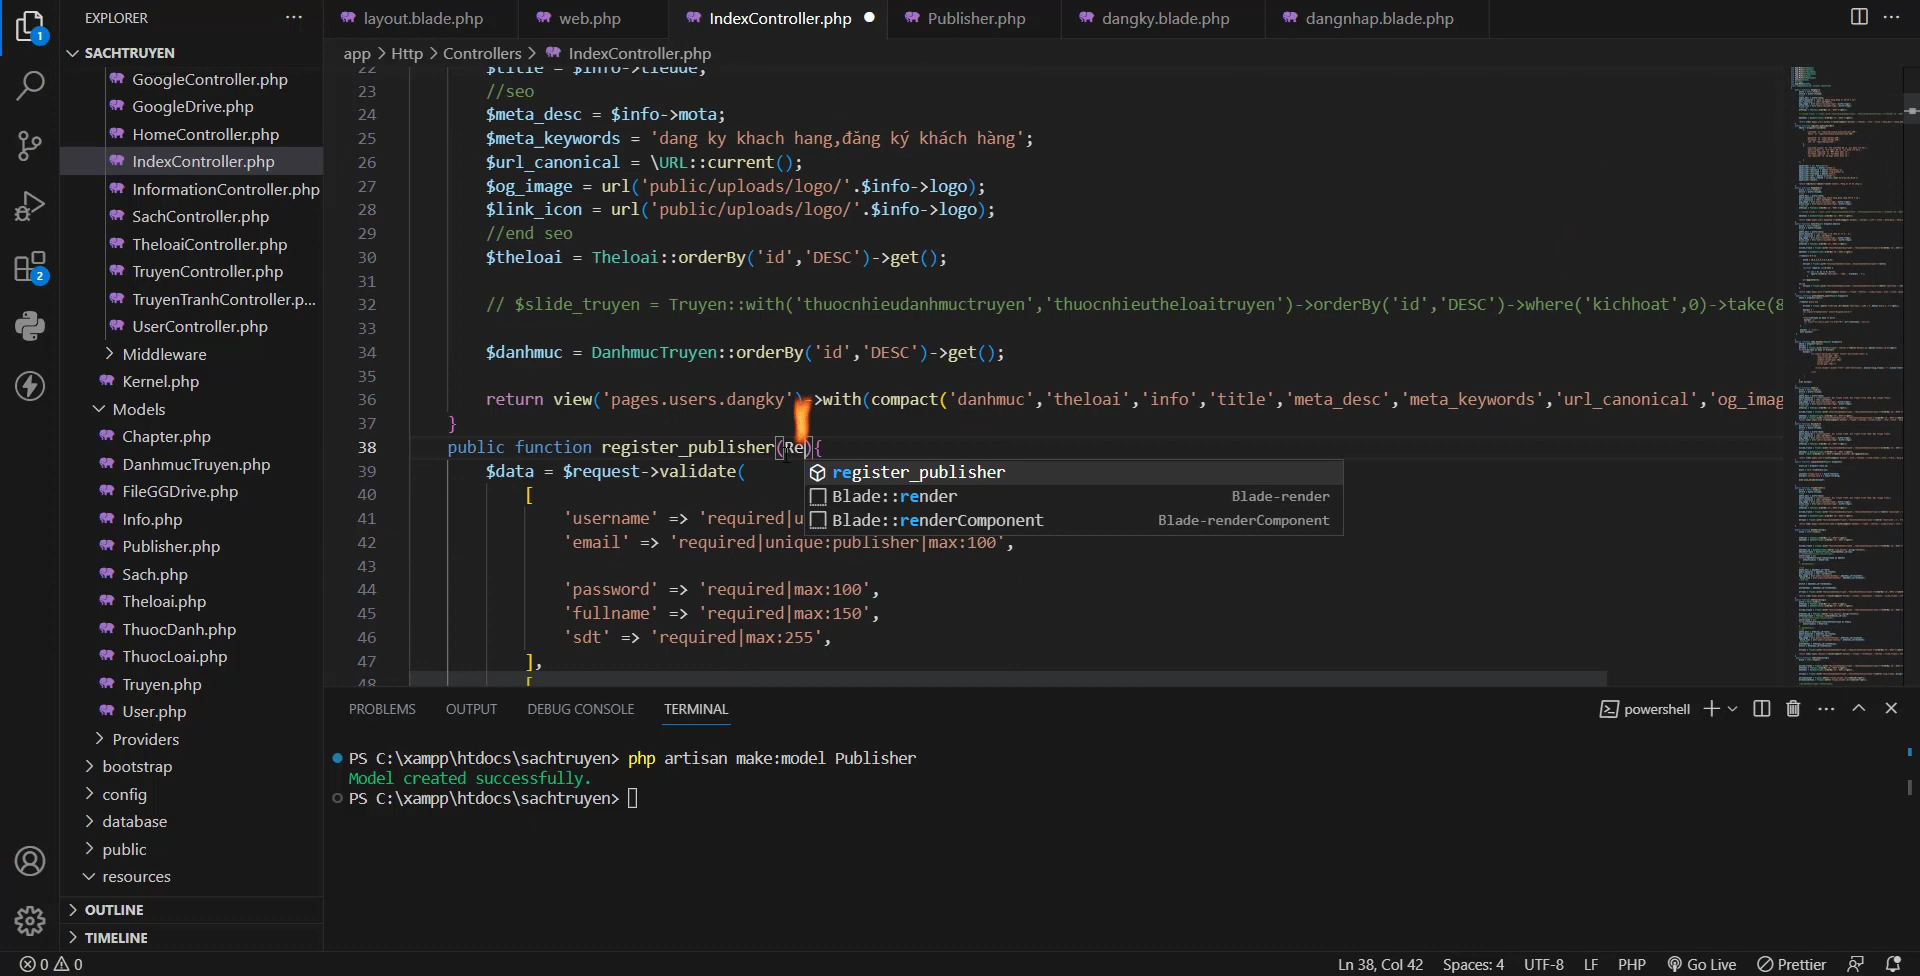 EXPLORER
layout.blade.php
web.php
IndexController.php
Publisher.php
dangky.blade.php
dangnhap.blade.php
1
SACHTRUYEN
app > Http > Controllers > IndexController.php
GoogleController.php
GoogleDrive.php
HomeController.php
IndexController.php
InformationController.php
SachController.php
TheloaiController.php
TruyenController.php
TruyenTranhController.p...
UserController.php
Middleware
Kernel.php
Models
Chapter.php
DanhmucTruyen.php
FileGGDrive.php
Info.php
Publisher.php
Sach.php
Theloai.php
ThuocDanh.php
ThuocLoai.php
Truyen.php
User.php
Providers
bootstrap
config
database
public
resources
OUTLINE
TIMELINE
2
22 $title = $info->tieude;
23 //seo
24 $meta_desc = $info->mota;
25 $meta_keywords = 'dang ky khach hang,đăng ký khách hàng';
26 $url_canonical = \URL::current();
27 $og_image = url('public/uploads/logo/'.$info->logo);
28 $link_icon = url('public/uploads/logo/'.$info->logo);
29 //end seo
30 $theloai = Theloai::orderBy('id','DESC')->get();
31
32 // $slide_truyen = Truyen::with('thuocnhieudanhmuctruyen','thuocnhieutheloaitruyen')->orderBy('id','DESC')->where('kichhoat',0)->take(8
33
34 $danhmuc = DanhmucTruyen::orderBy('id','DESC')->get();
35
36 return view('pages.users.dangky')->with(compact('danhmuc','theloai','info','title','meta_desc','meta_keywords','url_canonical','og_imag
37 }
38 public function register_publisher(Re){
39 $data = $request->validate(
40 [
41 'username' => 'required|u
42 'email' => 'required|unique:publisher|max:100',
43
44 'password' => 'required|max:100',
45 'fullname' => 'required|max:150',
46 'sdt' => 'required|max:255',
47 ],
48 [
register_publisher
Blade::render Blade-render
Blade::renderComponent Blade-renderComponent
PROBLEMS OUTPUT DEBUG CONSOLE TERMINAL
powershell
PS C:\xampp\htdocs\sachtruyen> php artisan make:model Publisher
Model created successfully.
PS C:\xampp\htdocs\sachtruyen>
0 0
Ln 38, Col 42 Spaces: 4 UTF-8 LF PHP Go Live Prettier